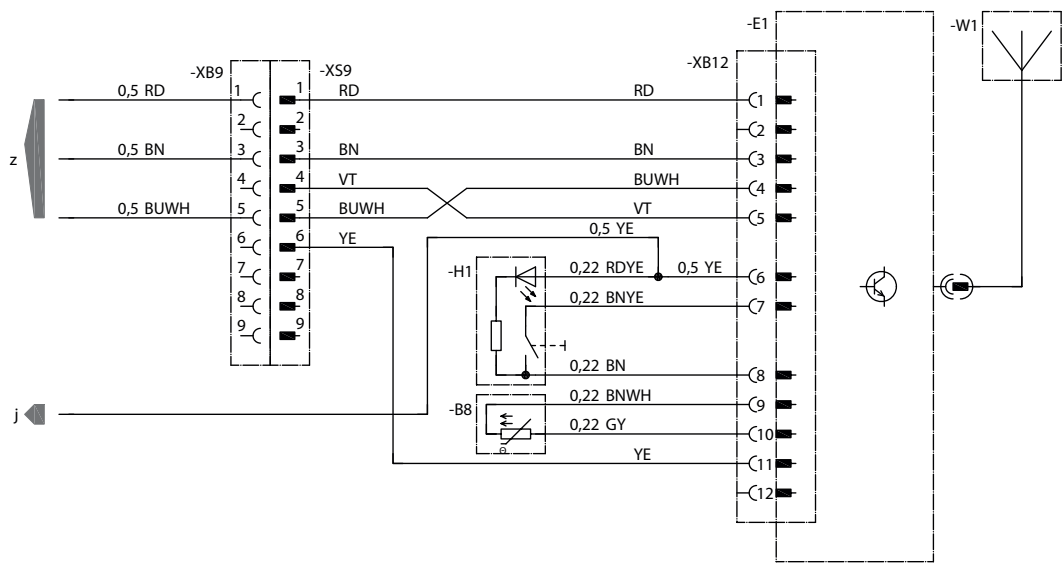 -E1 -W1
-XB9 -XS9 -XB12
0,5 RD 1 1 RD RD 1
2 2 2
z 0,5 BN 3 3 BN BN 3
4 4 VT BUWH 4
0,5 BUWH 5 5 BUWH VT 5
6 6 YE 0,5 YE
-H1 0,22 RDYE 0,5 YE 6
7 7 0,22 BNYE 7
8 8
9 9
0,22 BN 8
j -B8 0,22 BNWH 9
0,22 GY 10
Θ
YE 11
12